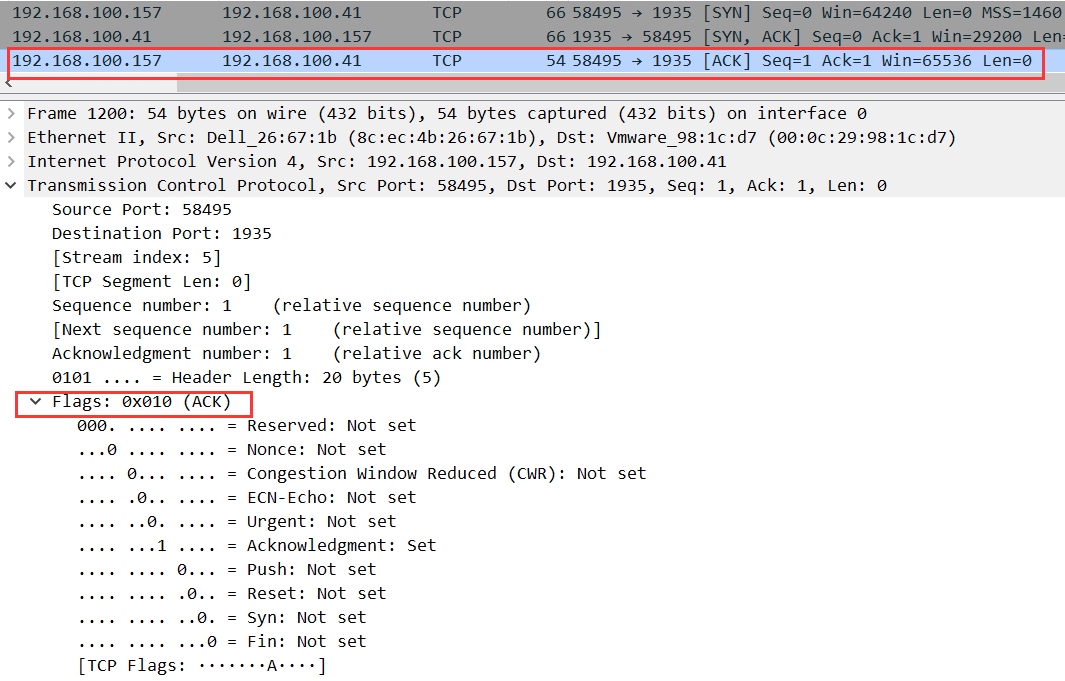 192.168.100.157 192.168.100.41 TCP 66 58495 → 1935 [SYN] Seq=0 Win=64240 Len=0 MSS=1460
192.168.100.41 192.168.100.157 TCP 66 1935 → 58495 [SYN, ACK] Seq=0 Ack=1 Win=29200 Len=
192.168.100.157 192.168.100.41 TCP 54 58495 → 1935 [ACK] Seq=1 Ack=1 Win=65536 Len=0
Frame 1200: 54 bytes on wire (432 bits), 54 bytes captured (432 bits) on interface 0
Ethernet II, Src: Dell_26:67:1b (8c:ec:4b:26:67:1b), Dst: Vmware_98:1c:d7 (00:0c:29:98:1c:d7)
Internet Protocol Version 4, Src: 192.168.100.157, Dst: 192.168.100.41
Transmission Control Protocol, Src Port: 58495, Dst Port: 1935, Seq: 1, Ack: 1, Len: 0
Source Port: 58495
Destination Port: 1935
[Stream index: 5]
[TCP Segment Len: 0]
Sequence number: 1 (relative sequence number)
[Next sequence number: 1 (relative sequence number)]
Acknowledgment number: 1 (relative ack number)
0101 .... = Header Length: 20 bytes (5)
Flags: 0x010 (ACK)
000. .... .... = Reserved: Not set
...0 .... .... = Nonce: Not set
.... 0... .... = Congestion Window Reduced (CWR): Not set
.... .0.. .... = ECN-Echo: Not set
.... ..0. .... = Urgent: Not set
.... ...1 .... = Acknowledgment: Set
.... .... 0... = Push: Not set
.... .... .0.. = Reset: Not set
.... .... ..0. = Syn: Not set
.... .... ...0 = Fin: Not set
[TCP Flags: ·······A····]